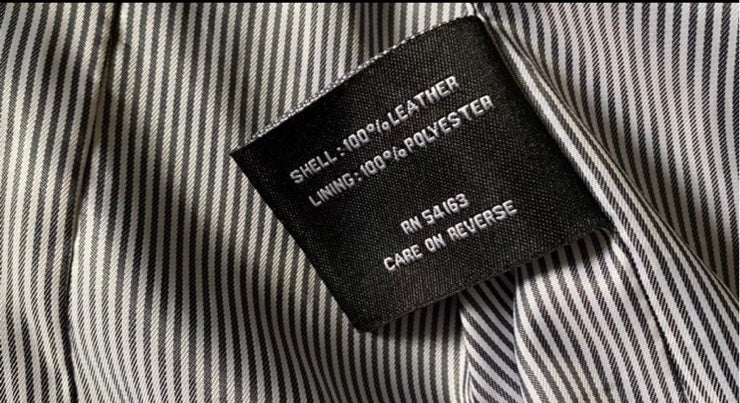 SHELL: 100% LEATHER
LINING: 100% POLYESTER
RN 54163
CARE ON REVERSE